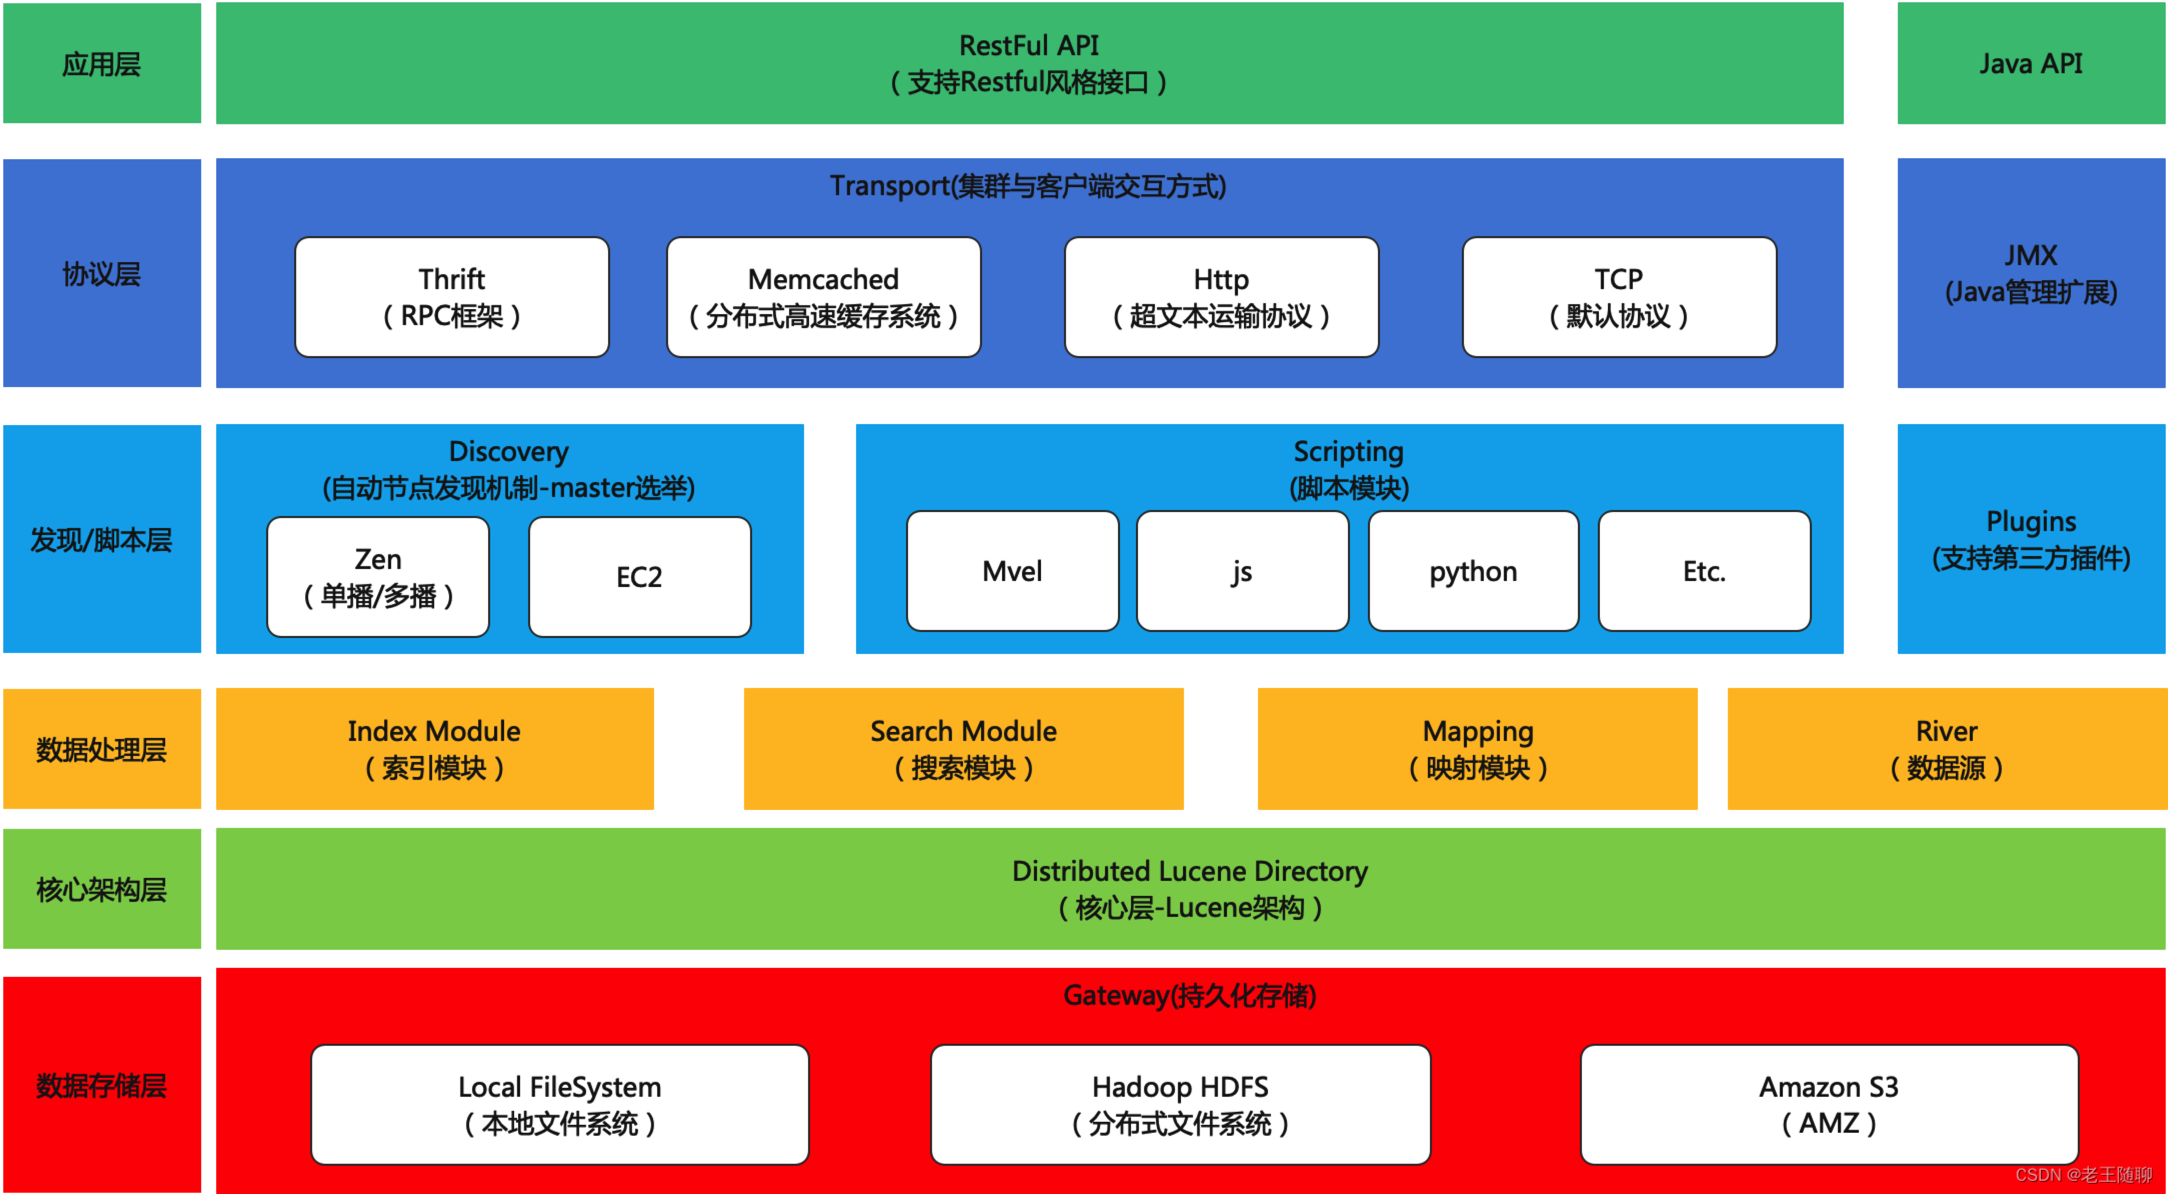 应用层
RestFul API
（支持Restful风格接口）
Java API
协议层
Transport(集群与客户端交互方式)
Thrift
（RPC框架）
Memcached
（分布式高速缓存系统）
Http
（超文本运输协议）
TCP
（默认协议）
JMX
(Java管理扩展)
发现/脚本层
Discovery
(自动节点发现机制-master选举)
Zen
（单播/多播）
EC2
Scripting
(脚本模块)
Mvel
js
python
Etc.
Plugins
(支持第三方插件)
数据处理层
Index Module
（索引模块）
Search Module
（搜索模块）
Mapping
（映射模块）
River
（数据源）
核心架构层
Distributed Lucene Directory
（核心层-Lucene架构）
数据存储层
Gateway(持久化存储)
Local FileSystem
（本地文件系统）
Hadoop HDFS
（分布式文件系统）
Amazon S3
（AMZ）
CSDN @老王随聊